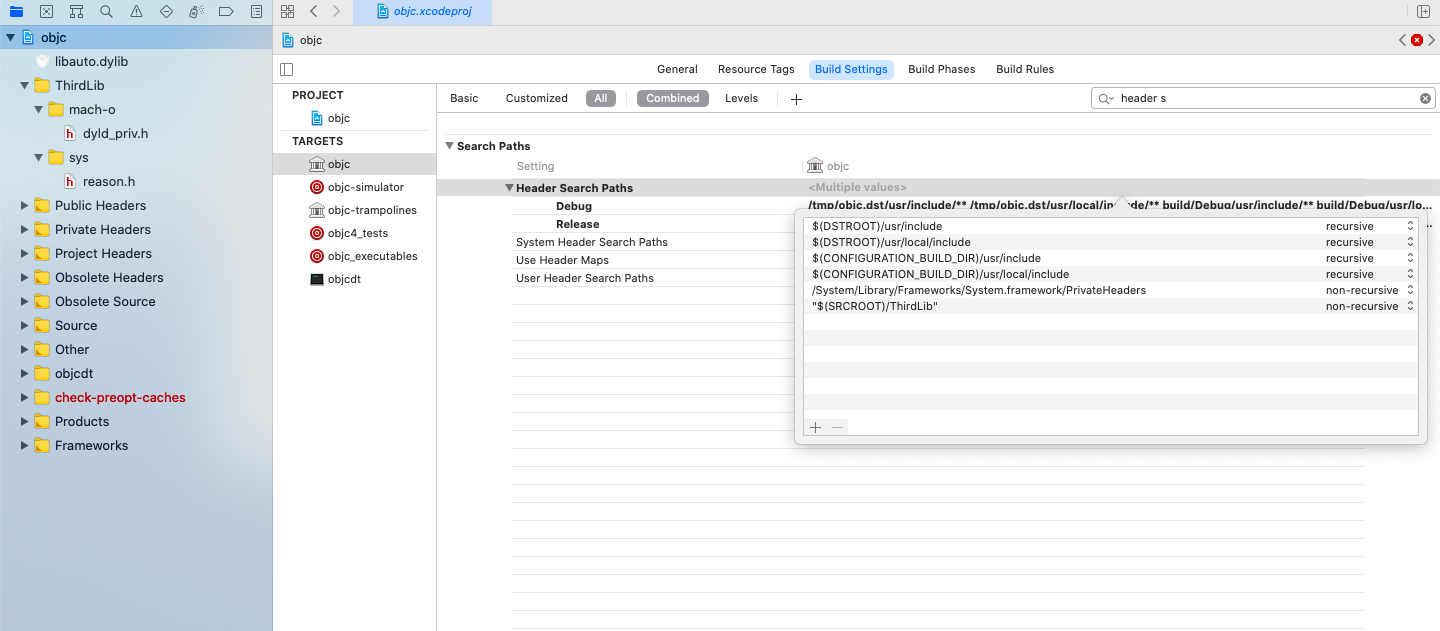 objc.xcodeproj
objc
objc
libauto.dylib
ThirdLib
mach-o
dyld_priv.h
sys
reason.h
Public Headers
Private Headers
Project Headers
Obsolete Headers
Obsolete Source
Source
Other
objcdt
check-preopt-caches
Products
Frameworks
General Resource Tags Build Settings Build Phases Build Rules
PROJECT
objc
TARGETS
objc
objc-simulator
objc-trampolines
objc4_tests
objc_executables
objcdt
Basic Customized All Combined Levels + header s
Search Paths
Setting objc
Header Search Paths <Multiple values>
Debug /tmp/objc.dst/usr/include/** /tmp/objc.dst/usr/local/include/** build/Debug/usr/include/** build/Debug/usr/lo...
Release
System Header Search Paths
Use Header Maps
User Header Search Paths
$(DSTROOT)/usr/include recursive
$(DSTROOT)/usr/local/include recursive
$(CONFIGURATION_BUILD_DIR)/usr/include recursive
$(CONFIGURATION_BUILD_DIR)/usr/local/include recursive
/System/Library/Frameworks/System.framework/PrivateHeaders non-recursive
"$(SRCROOT)/ThirdLib" non-recursive